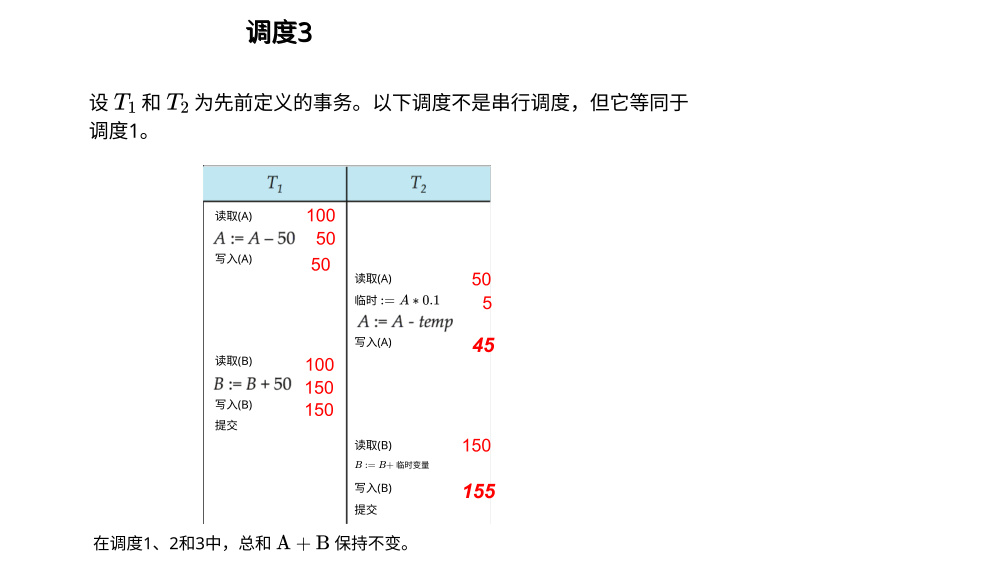 调度3
设 T₁ 和 T₂ 为先前定义的事务。以下调度不是串行调度，但它等同于
调度1。
T₁ T₂
读取(A) 100
A := A – 50 50
写入(A) 50
读取(A) 50
临时 := A * 0.1 5
A := A - temp
写入(A) 45
读取(B) 100
B := B + 50 150
写入(B) 150
提交
读取(B) 150
B := B+ 临时变量
写入(B) 155
提交
在调度1、2和3中，总和 A + B 保持不变。